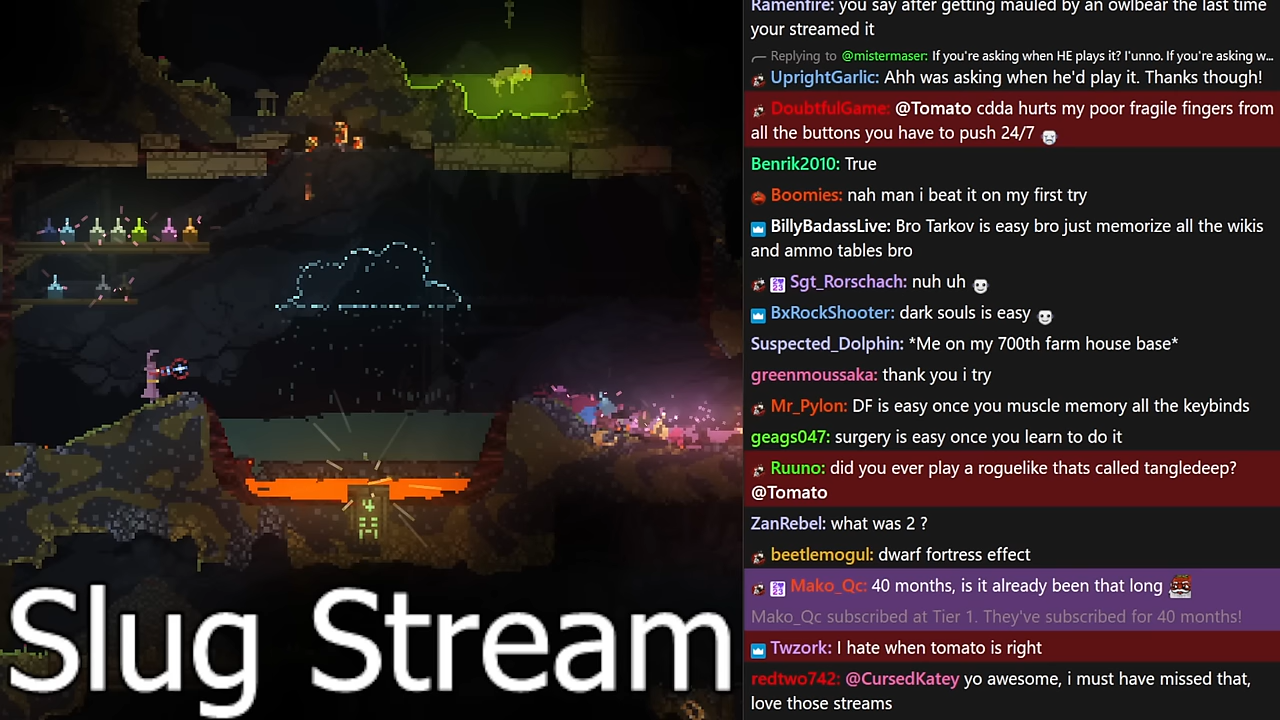 Ramenfire: you say after getting mauled by an owlbear the last time
your streamed it
Replying to @mistermaser: If you're asking when HE plays it? I'unno. If you're asking w...
UprightGarlic: Ahh was asking when he'd play it. Thanks though!
DoubtfulGame: @Tomato cdda hurts my poor fragile fingers from
all the buttons you have to push 24/7
Benrik2010: True
Boomies: nah man i beat it on my first try
BillyBadassLive: Bro Tarkov is easy bro just memorize all the wikis
and ammo tables bro
Sgt_Rorschach: nuh uh
BxRockShooter: dark souls is easy
Suspected_Dolphin: *Me on my 700th farm house base*
greenmoussaka: thank you i try
Mr_Pylon: DF is easy once you muscle memory all the keybinds
geags047: surgery is easy once you learn to do it
Ruuno: did you ever play a roguelike thats called tangledeep?
@Tomato
ZanRebel: what was 2 ?
beetlemogul: dwarf fortress effect
Mako_Qc: 40 months, is it already been that long
Mako_Qc subscribed at Tier 1. They've subscribed for 40 months!
Twzork: I hate when tomato is right
redtwo742: @CursedKatey yo awesome, i must have missed that,
love those streams
Slug Stream